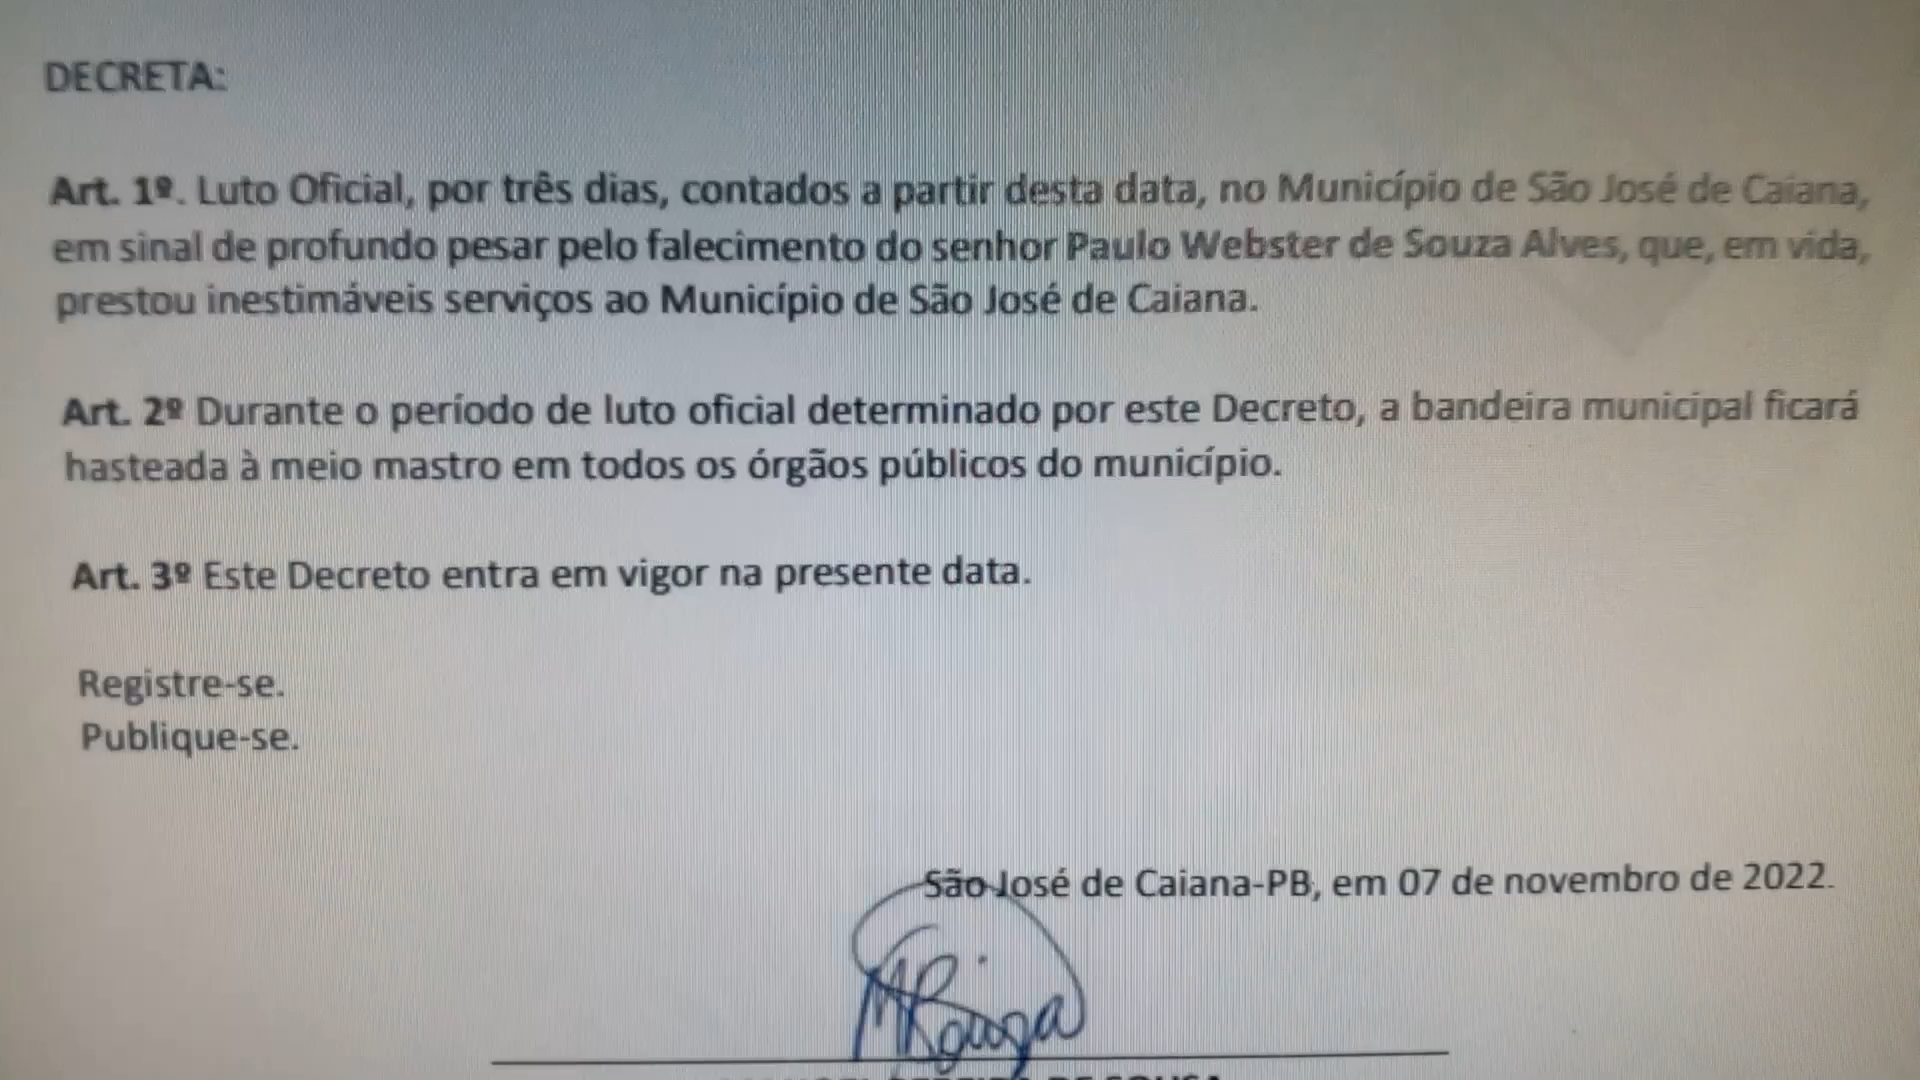 DECRETA:
Art. 1º. Luto Oficial, por três dias, contados a partir desta data, no Município de São José de Caiana,
em sinal de profundo pesar pelo falecimento do senhor Paulo Webster de Souza Alves, que, em vida,
prestou inestimáveis serviços ao Município de São José de Caiana.
Art. 2º Durante o período de luto oficial determinado por este Decreto, a bandeira municipal ficará
hasteada à meio mastro em todos os órgãos públicos do município.
Art. 3º Este Decreto entra em vigor na presente data.
Registre-se.
Publique-se.
São José de Caiana-PB, em 07 de novembro de 2022.